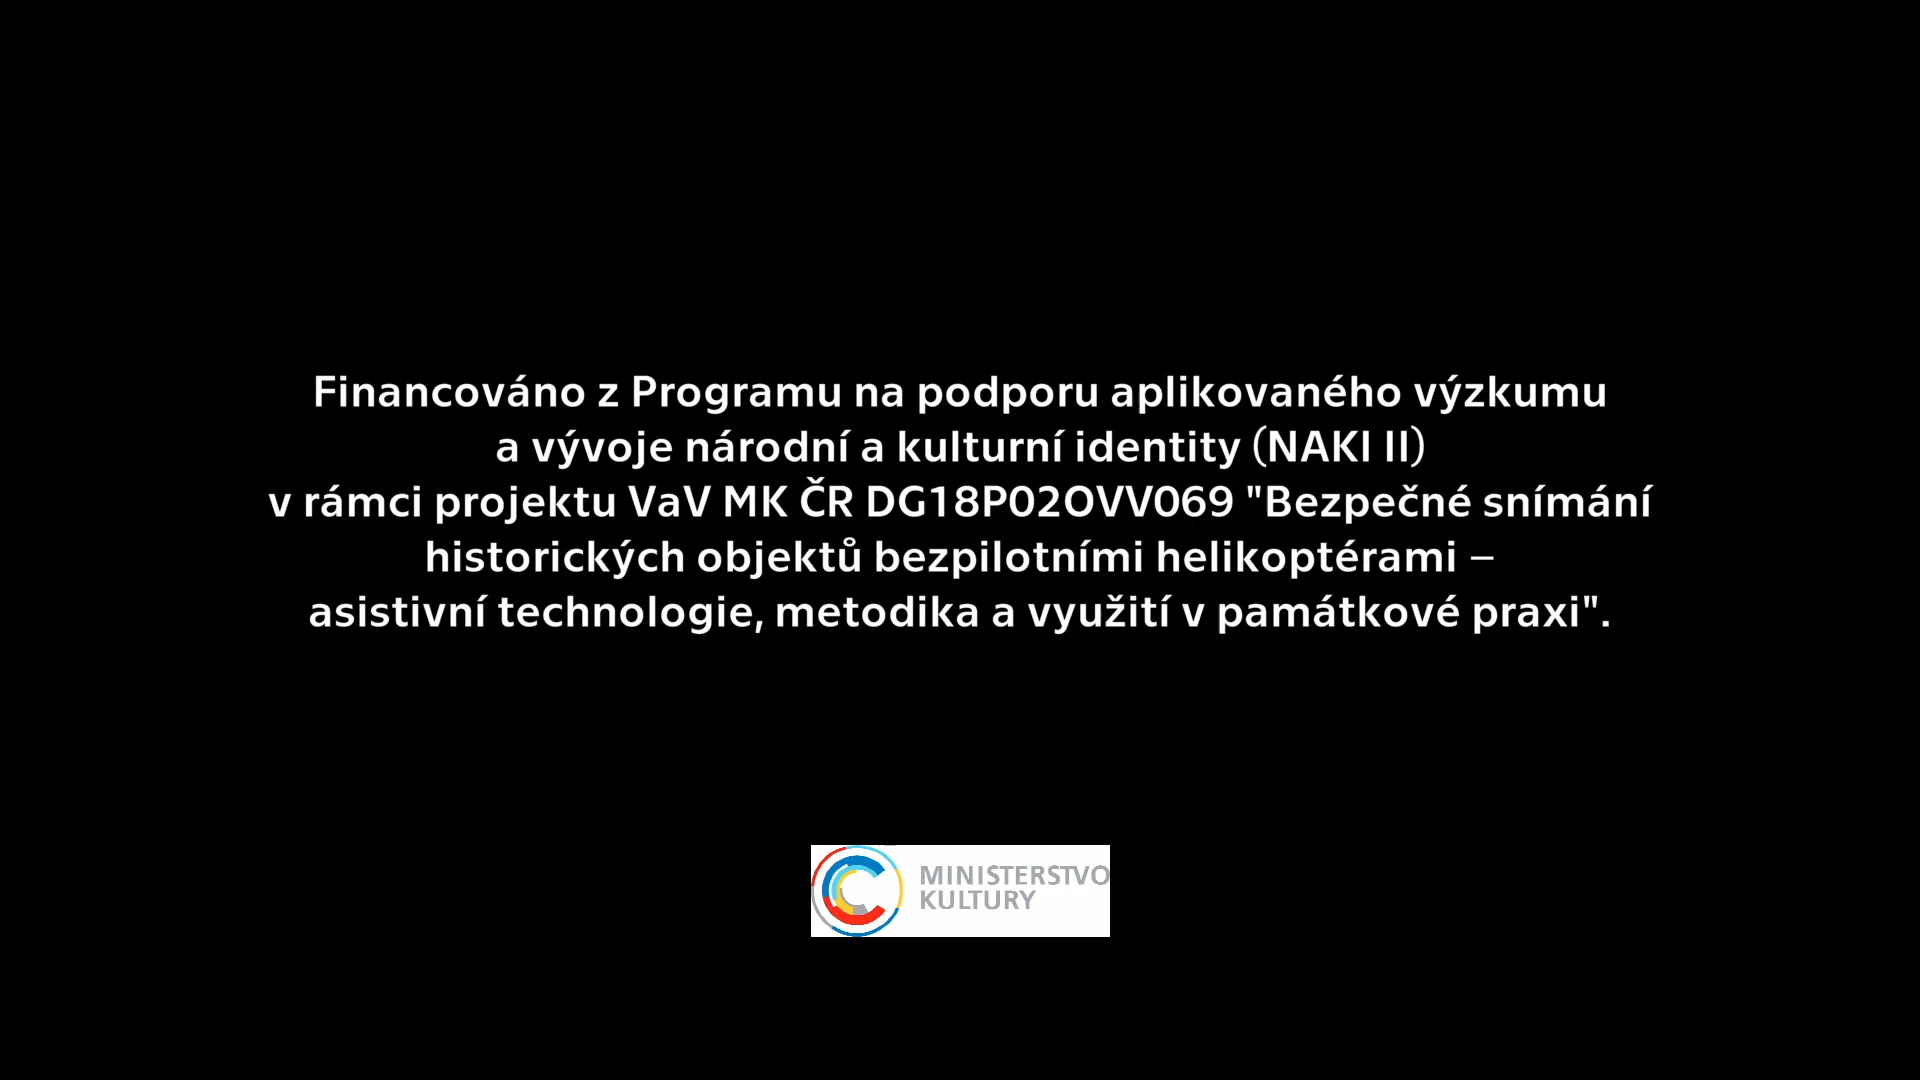 Financováno z Programu na podporu aplikovaného výzkumu
a vývoje národní a kulturní identity (NAKI II)
v rámci projektu VaV MK ČR DG18P02OVV069 "Bezpečné snímání
historických objektů bezpilotními helikoptérami –
asistivní technologie, metodika a využití v památkové praxi".
MINISTERSTVO
KULTURY